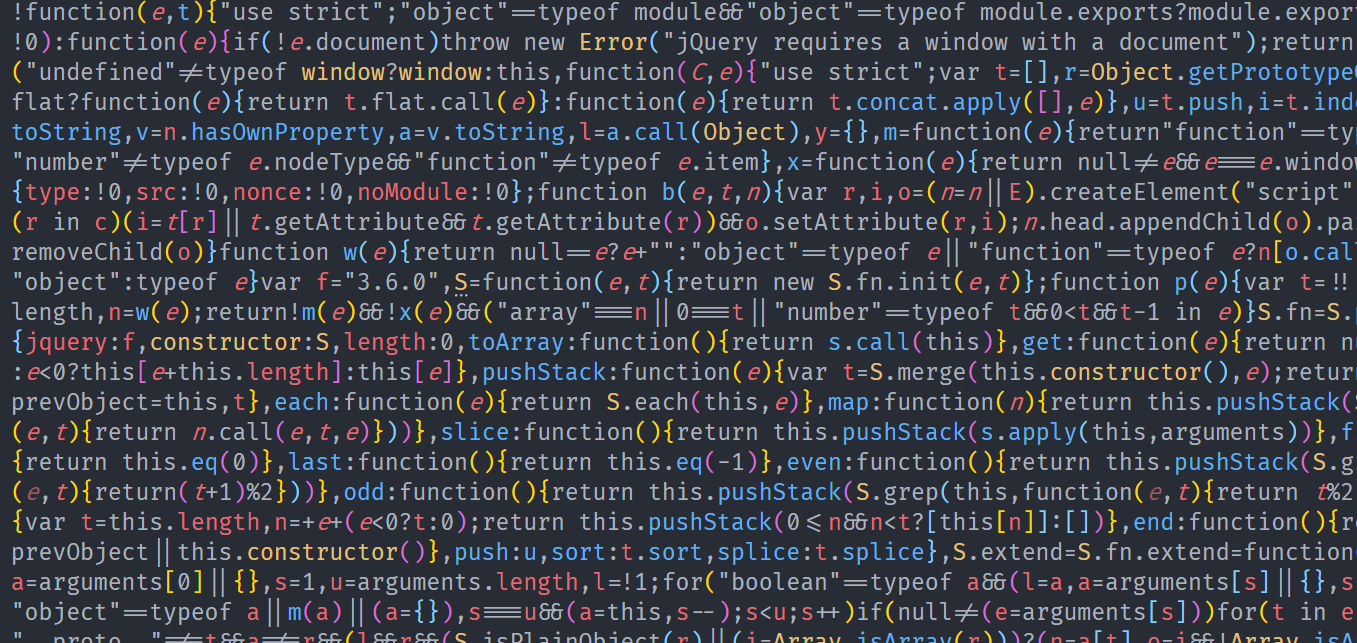 !function(e,t){"use strict";"object"==typeof module&&"object"==typeof module.exports?module.expor
!0):function(e){if(!e.document)throw new Error("jQuery requires a window with a document");return
("undefined"!=typeof window?window:this,function(C,e){"use strict";var t=[],r=Object.getPrototype
flat?function(e){return t.flat.call(e)}:function(e){return t.concat.apply([],e)},u=t.push,i=t.ind
toString,v=n.hasOwnProperty,a=v.toString,l=a.call(Object),y={},m=function(e){return"function"==ty
"number"!=typeof e.nodeType&&"function"!=typeof e.item},x=function(e){return null!=e&&e===e.windo
{type:!0,src:!0,nonce:!0,noModule:!0};function b(e,t,n){var r,i,o=(n=n||E).createElement("script"
(r in c)(i=t[r]||t.getAttribute&&t.getAttribute(r))&&o.setAttribute(r,i);n.head.appendChild(o).pa
removeChild(o)}function w(e){return null==e?e+"":"object"==typeof e||"function"==typeof e?n[o.cal
"object":typeof e}var f="3.6.0",S=function(e,t){return new S.fn.init(e,t)};function p(e){var t=!!
length,n=w(e);return!m(e)&&!x(e)&&("array"===n||0===t||"number"==typeof t&&0<t&&t-1 in e)}S.fn=S.
{jquery:f,constructor:S,length:0,toArray:function(){return s.call(this)},get:function(e){return n
:e<0?this[e+this.length]:this[e]},pushStack:function(e){var t=S.merge(this.constructor(),e);retur
prevObject=this,t},each:function(e){return S.each(this,e)},map:function(n){return this.pushStack(
(e,t){return n.call(e,t,e)}))},slice:function(){return this.pushStack(s.apply(this,arguments))},f
{return this.eq(0)},last:function(){return this.eq(-1)},even:function(){return this.pushStack(S.g
(e,t){return(t+1)%2}))},odd:function(){return this.pushStack(S.grep(this,function(e,t){return t%2
{var t=this.length,n=+e+(e<0?t:0);return this.pushStack(0<=n&&n<t?[this[n]]:[])},end:function(){r
prevObject||this.constructor()},push:u,sort:t.sort,splice:t.splice},S.extend=S.fn.extend=function
a=arguments[0]||{},s=1,u=arguments.length,l=!1;for("boolean"==typeof a&&(l=a,a=arguments[s]||{},s
"object"==typeof a||m(a)||(a={}),s===u&&(a=this,s--);s<u;s++)if(null!=(e=arguments[s]))for(t in e
"__proto__"!==t&&a!==r&&(l&&r&&(S.isPlainObject(r)||(i=Array.isArray(r)))?(n=a[t],o=i&&!Array.isA